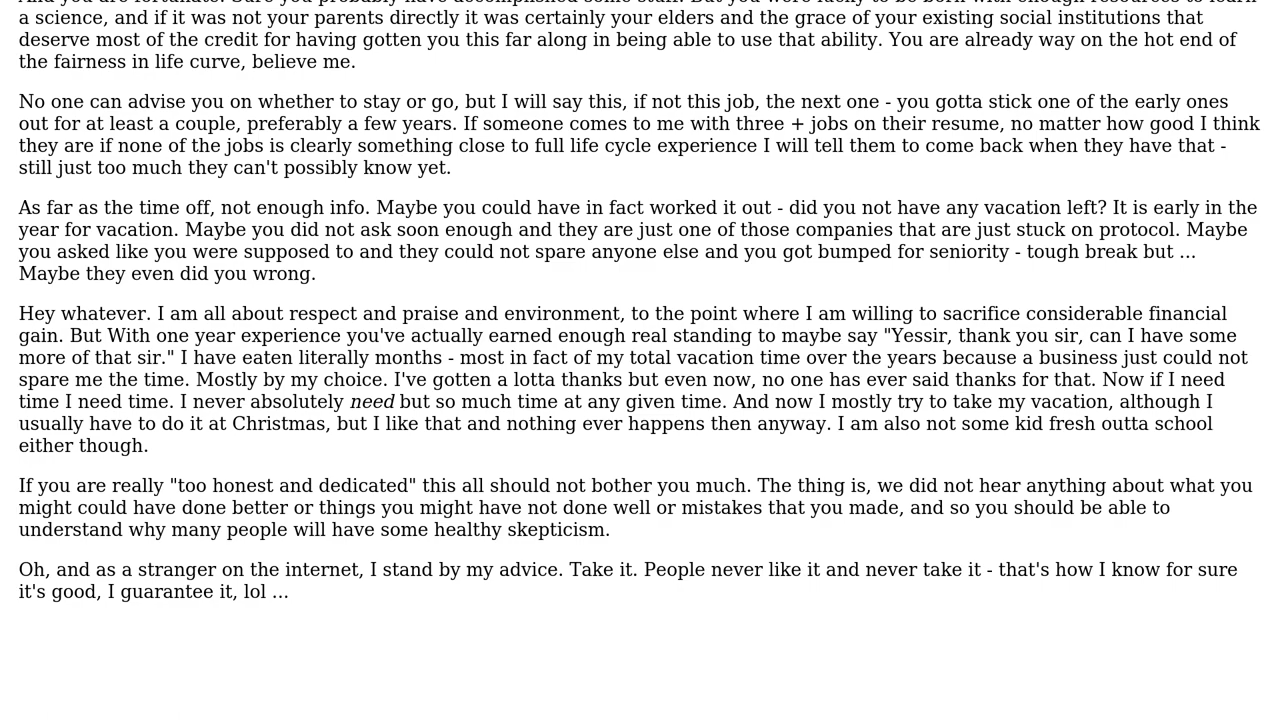 a science, and if it was not your parents directly it was certainly your elders and the grace of your existing social institutions that
deserve most of the credit for having gotten you this far along in being able to use that ability. You are already way on the hot end of
the fairness in life curve, believe me.
No one can advise you on whether to stay or go, but I will say this, if not this job, the next one - you gotta stick one of the early ones
out for at least a couple, preferably a few years. If someone comes to me with three + jobs on their resume, no matter how good I think
they are if none of the jobs is clearly something close to full life cycle experience I will tell them to come back when they have that -
still just too much they can't possibly know yet.
As far as the time off, not enough info. Maybe you could have in fact worked it out - did you not have any vacation left? It is early in the
year for vacation. Maybe you did not ask soon enough and they are just one of those companies that are just stuck on protocol. Maybe
you asked like you were supposed to and they could not spare anyone else and you got bumped for seniority - tough break but ...
Maybe they even did you wrong.
Hey whatever. I am all about respect and praise and environment, to the point where I am willing to sacrifice considerable financial
gain. But With one year experience you've actually earned enough real standing to maybe say "Yessir, thank you sir, can I have some
more of that sir." I have eaten literally months - most in fact of my total vacation time over the years because a business just could not
spare me the time. Mostly by my choice. I've gotten a lotta thanks but even now, no one has ever said thanks for that. Now if I need
time I need time. I never absolutely need but so much time at any given time. And now I mostly try to take my vacation, although I
usually have to do it at Christmas, but I like that and nothing ever happens then anyway. I am also not some kid fresh outta school
either though.
If you are really "too honest and dedicated" this all should not bother you much. The thing is, we did not hear anything about what you
might could have done better or things you might have not done well or mistakes that you made, and so you should be able to
understand why many people will have some healthy skepticism.
Oh, and as a stranger on the internet, I stand by my advice. Take it. People never like it and never take it - that's how I know for sure
it's good, I guarantee it, lol ...